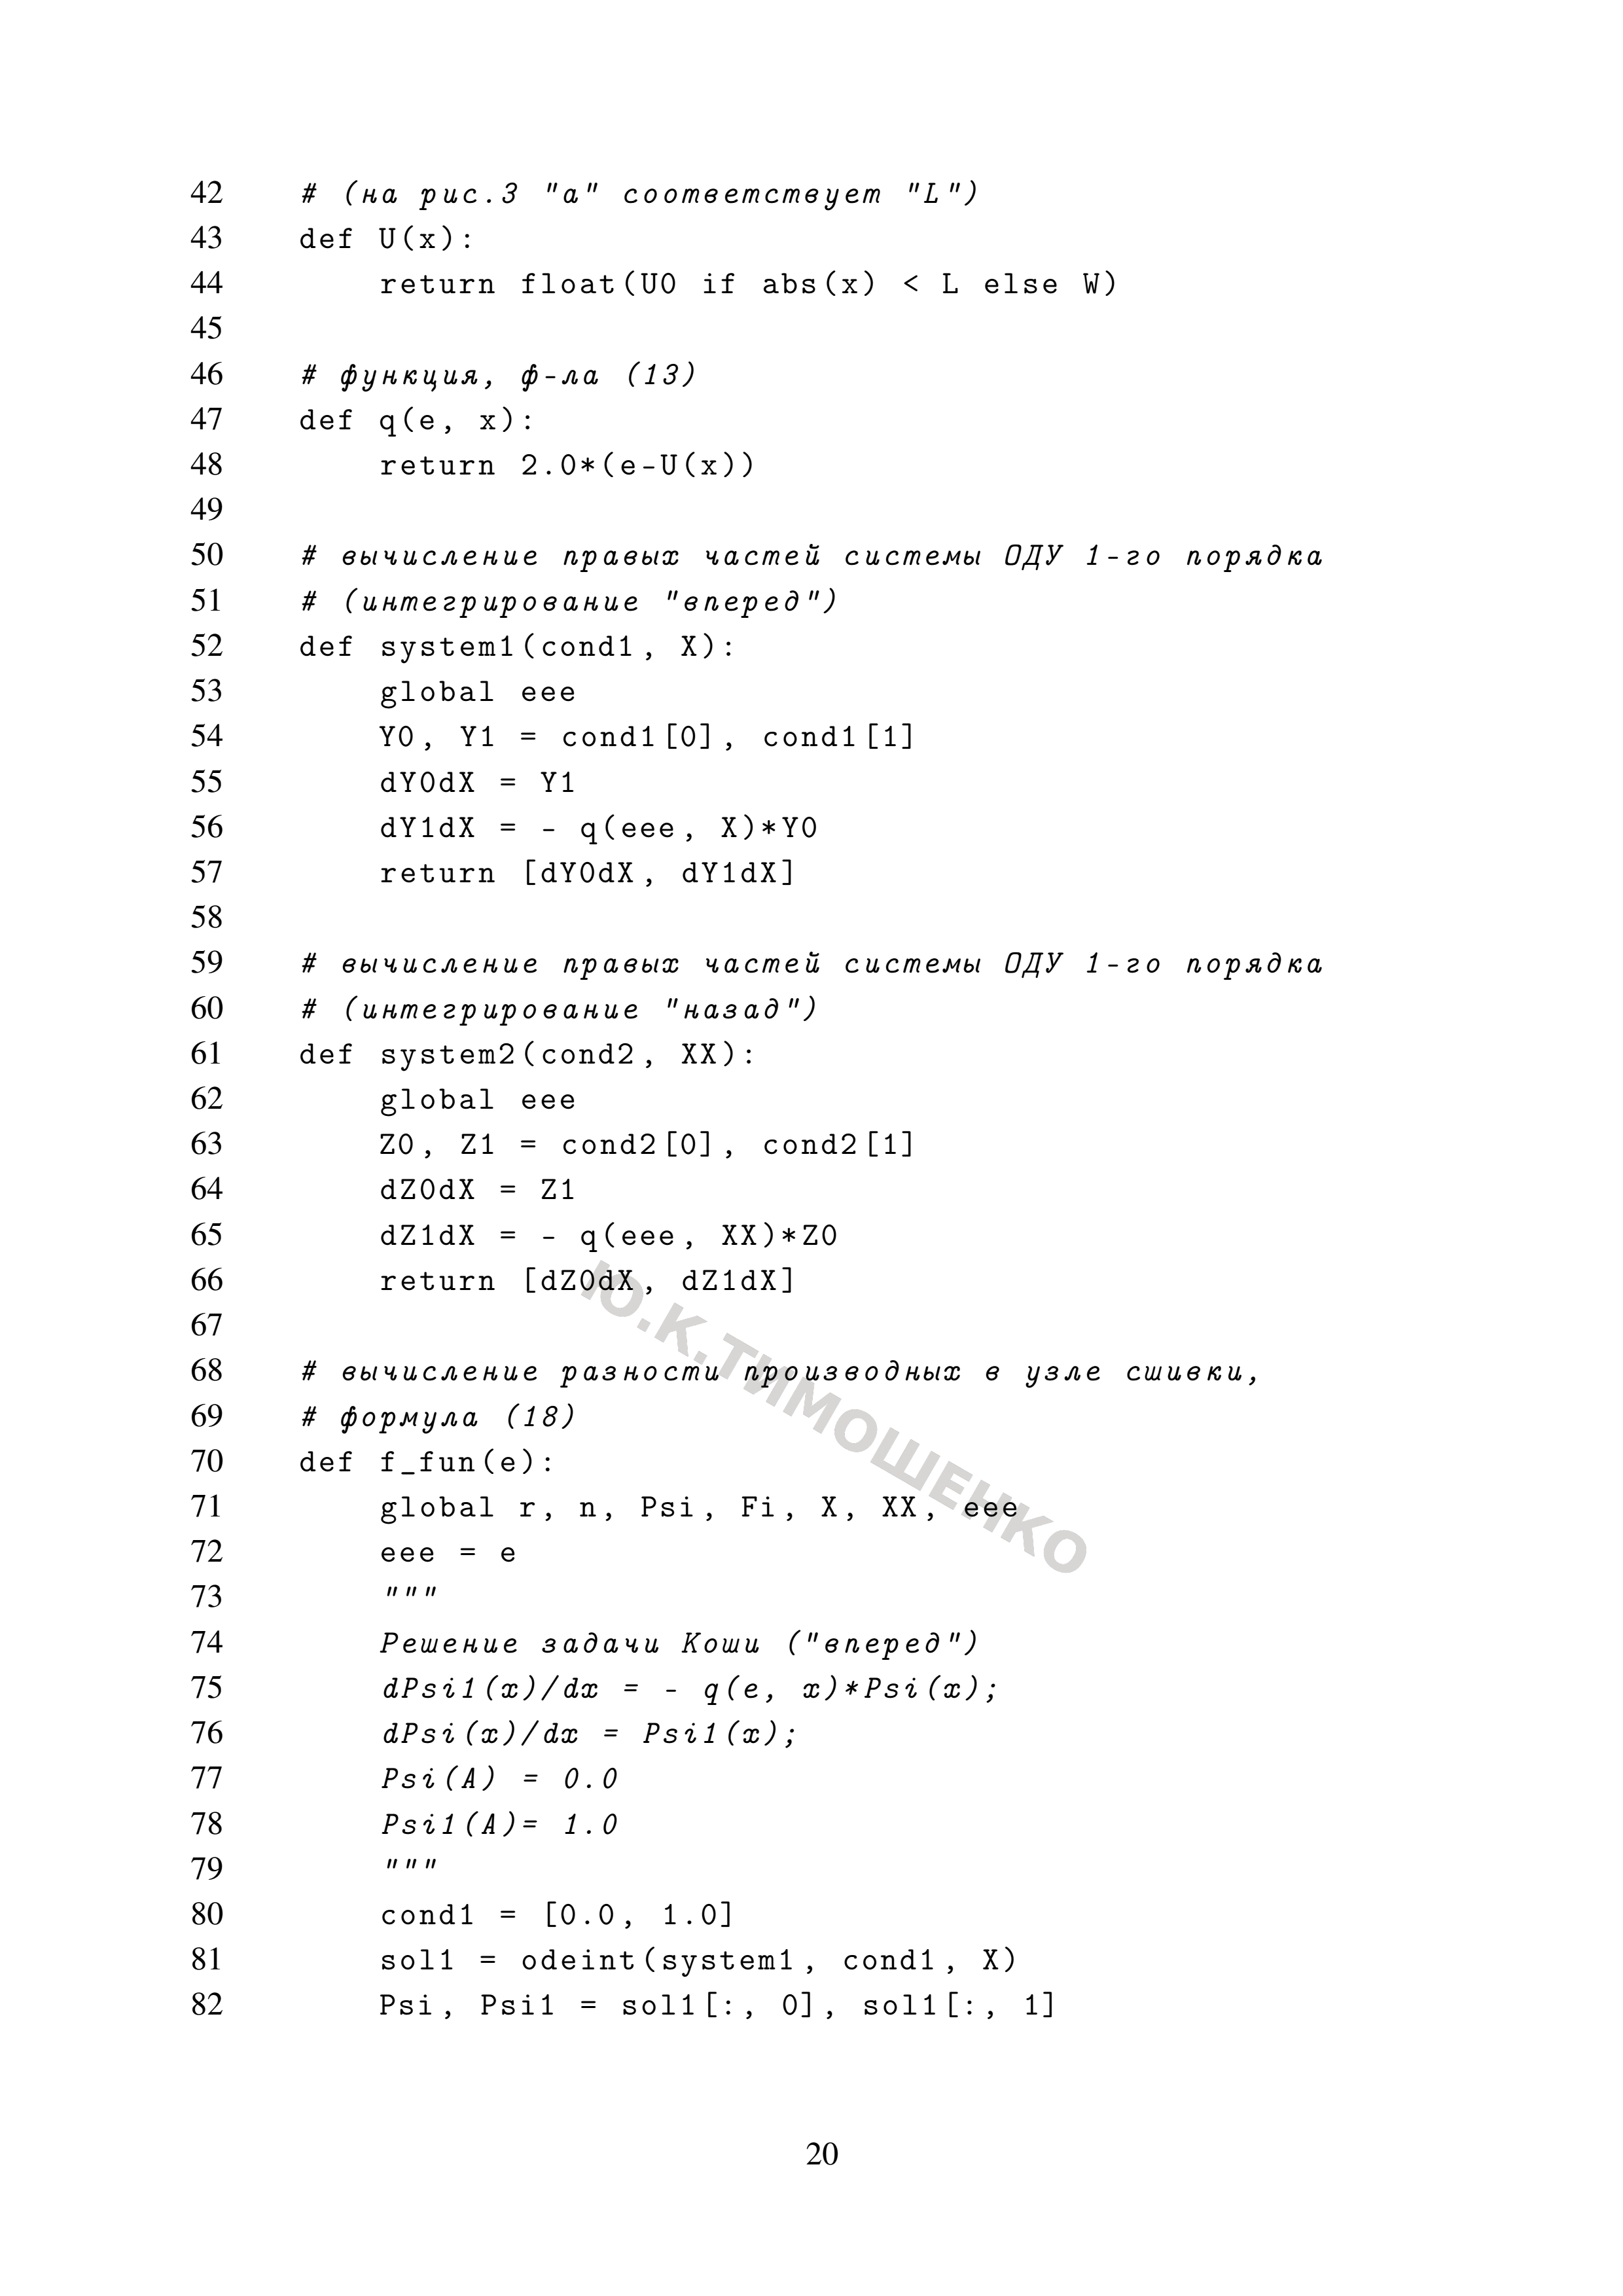 42 # (на рис.3 "a" соответствует "L")
43 def U(x):
44     return float(U0 if abs(x) < L else W)
45
46 # функция, ф-ла (13)
47 def q(e, x):
48     return 2.0*(e-U(x))
49
50 # вычисление правых частей системы ОДУ 1-го порядка
51 # (интегрирование "вперед")
52 def system1(cond1, X):
53     global eee
54     Y0, Y1 = cond1[0], cond1[1]
55     dY0dX = Y1
56     dY1dX = - q(eee, X)*Y0
57     return [dY0dX, dY1dX]
58
59 # вычисление правых частей системы ОДУ 1-го порядка
60 # (интегрирование "назад")
61 def system2(cond2, XX):
62     global eee
63     Z0, Z1 = cond2[0], cond2[1]
64     dZ0dX = Z1
65     dZ1dX = - q(eee, XX)*Z0
66     return [dZ0dX, dZ1dX]
67
68 # вычисление разности производных в узле сшивки,
69 # формула (18)
70 def f_fun(e):
71     global r, n, Psi, Fi, X, XX, eee
72     eee = e
73     """
74     Решение задачи Коши ("вперед")
75     dPsi1(x)/dx = - q(e, x)*Psi(x);
76     dPsi(x)/dx = Psi1(x);
77     Psi(A) = 0.0
78     Psi1(A)= 1.0
79     """
80     cond1 = [0.0, 1.0]
81     sol1 = odeint(system1, cond1, X)
82     Psi, Psi1 = sol1[:, 0], sol1[:, 1]
Ю.К.ТИМОШЕНКО
20